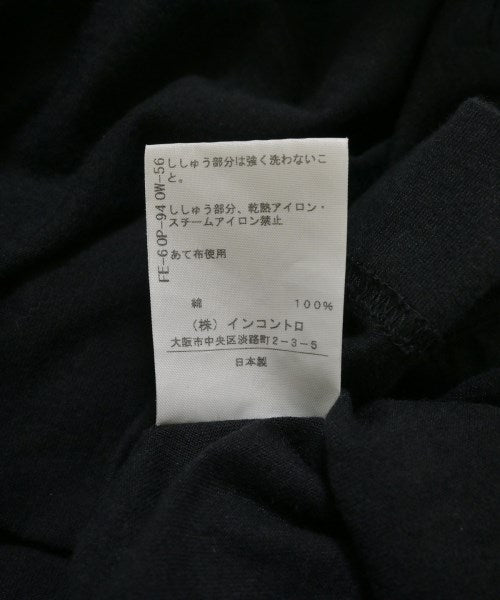 ししゅう部分は強く洗わないこ
と。
ししゅう部分、乾熱アイロン・
スチームアイロン禁止
あて布使用
綿 100%
(株) インコントロ
大阪市中央区淡路町2-3-5
日本製
FE-60P-940W-56